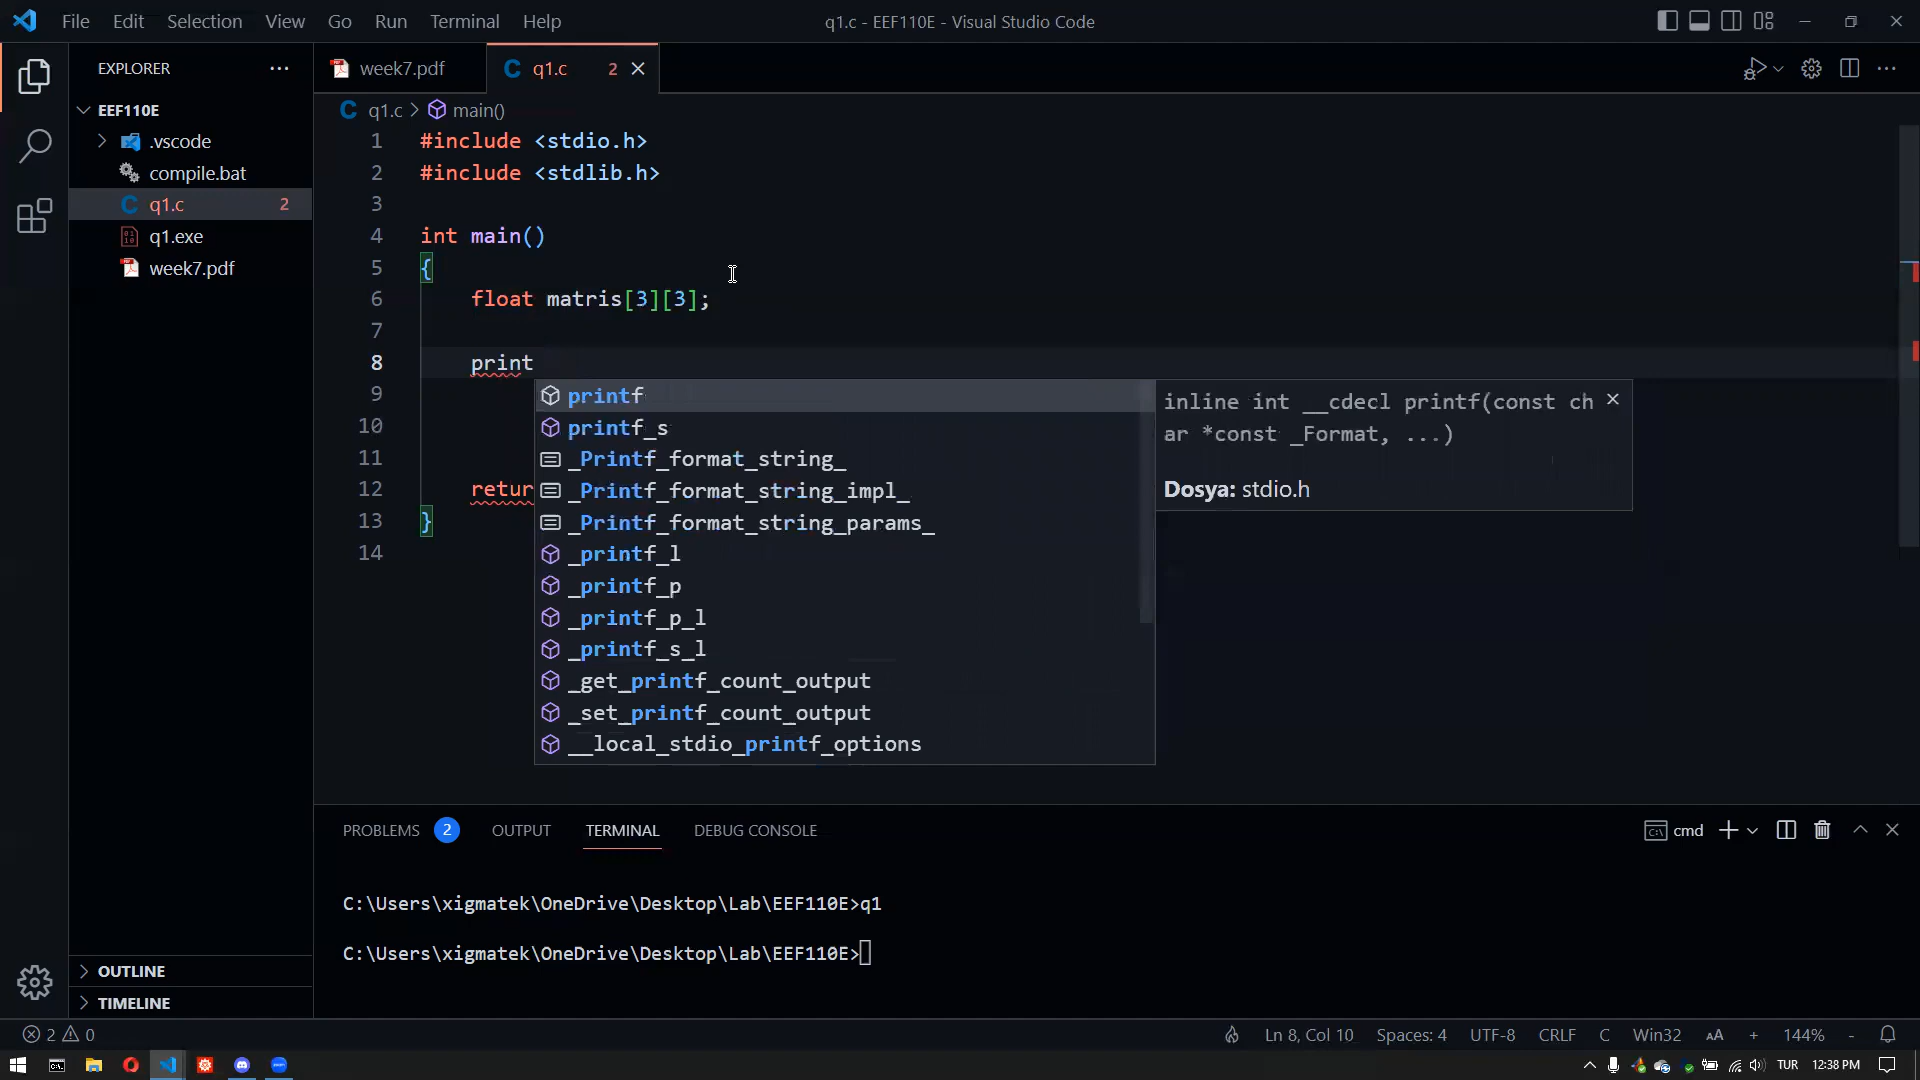 File Edit Selection View Go Run Terminal Help
q1.c - EEF110E - Visual Studio Code
EXPLORER
EEF110E
.vscode
compile.bat
q1.c 2
q1.exe
week7.pdf
OUTLINE
TIMELINE
week7.pdf
q1.c 2
q1.c > main()
1 #include <stdio.h>
2 #include <stdlib.h>
3
4 int main()
5 {
6 float matris[3][3];
7
8 print
9
10
11
12 retur
13 }
14
printf
printf_s
_Printf_format_string_
_Printf_format_string_impl_
_Printf_format_string_params_
_printf_l
_printf_p
_printf_p_l
_printf_s_l
_get_printf_count_output
_set_printf_count_output
__local_stdio_printf_options
inline int __cdecl printf(const ch
ar *const _Format, ...)
Dosya: stdio.h
PROBLEMS 2 OUTPUT TERMINAL DEBUG CONSOLE
cmd
C:\Users\xigmatek\OneDrive\Desktop\Lab\EEF110E>q1
C:\Users\xigmatek\OneDrive\Desktop\Lab\EEF110E>
2 0
Ln 8, Col 10 Spaces: 4 UTF-8 CRLF C Win32 AA + 144% -
TUR 12:38 PM